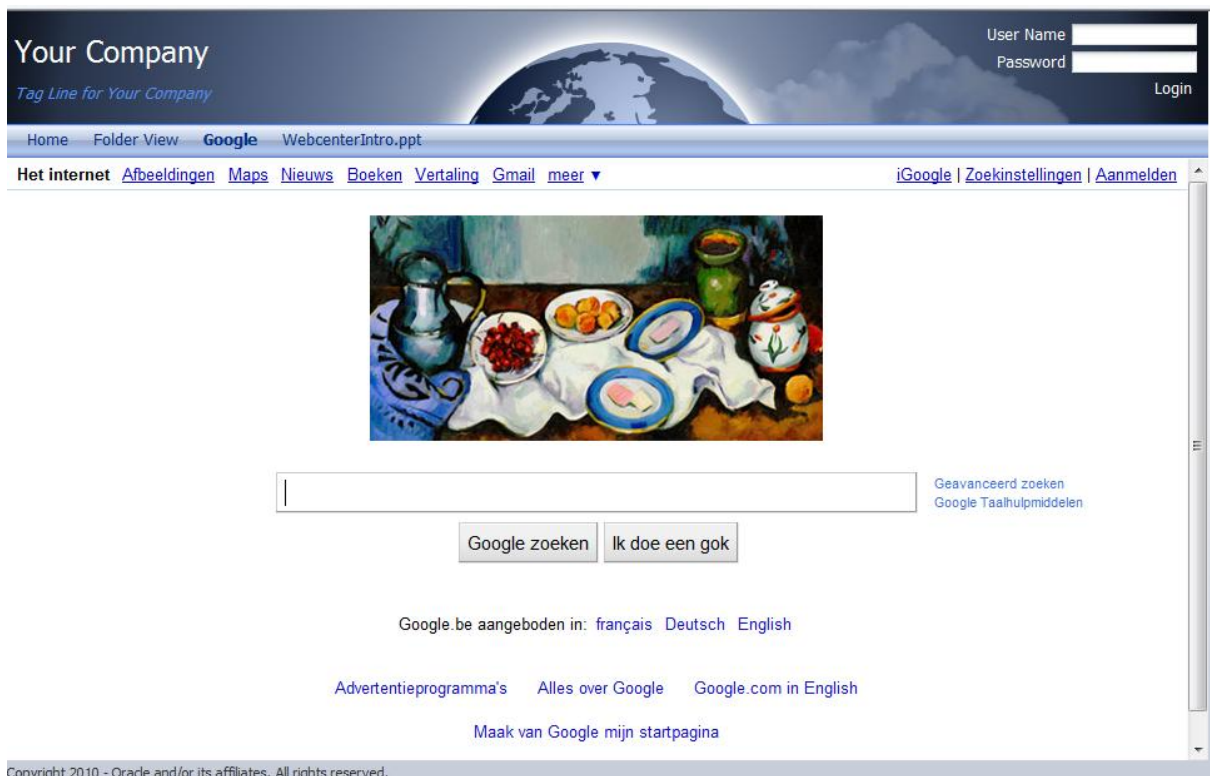 Your Company
Tag Line for Your Company
User Name
Password
Login
Home Folder View Google WebcenterIntro.ppt
Het internet Afbeeldingen Maps Nieuws Boeken Vertaling Gmail meer ▼ iGoogle | Zoekinstellingen | Aanmelden
Geavanceerd zoeken
Google Taalhulpmiddelen
Google zoeken Ik doe een gok
Google.be aangeboden in: français Deutsch English
Advertentieprogramma's Alles over Google Google.com in English
Maak van Google mijn startpagina
Copyright 2010 - Oracle and/or its affiliates. All rights reserved.